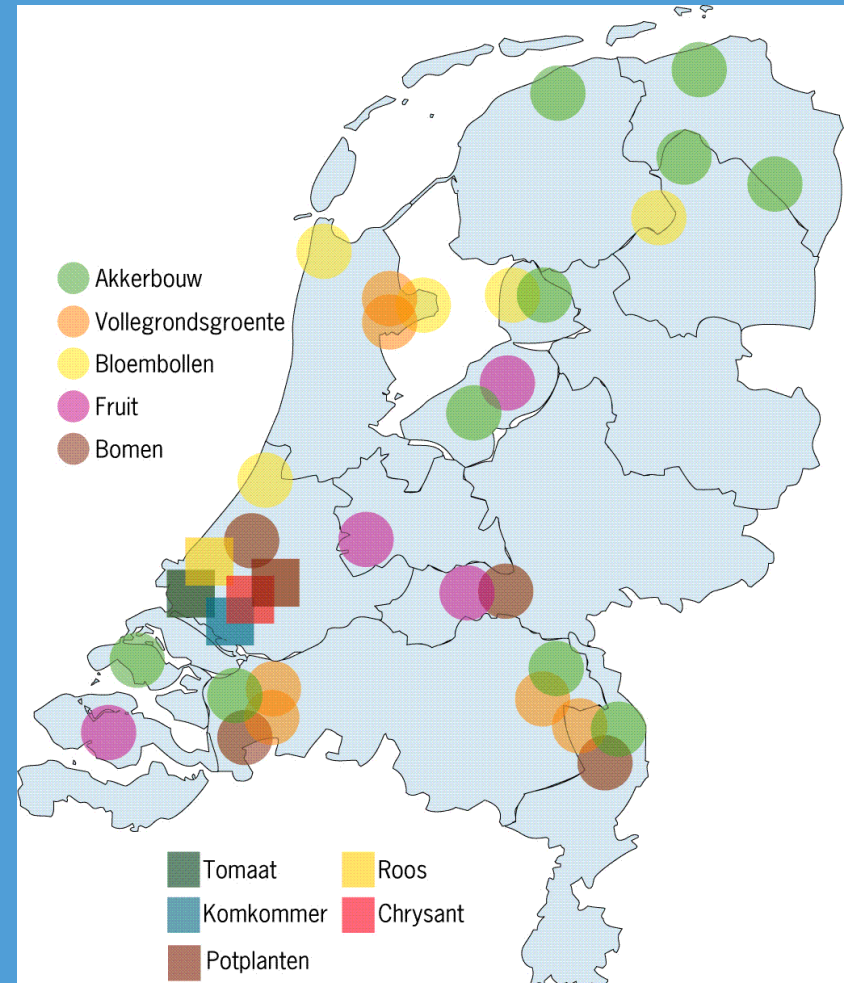 Akkerbouw
Vollegrondsgroente
Bloembollen
Fruit
Bomen
Tomaat
Roos
Komkommer
Chrysant
Potplanten